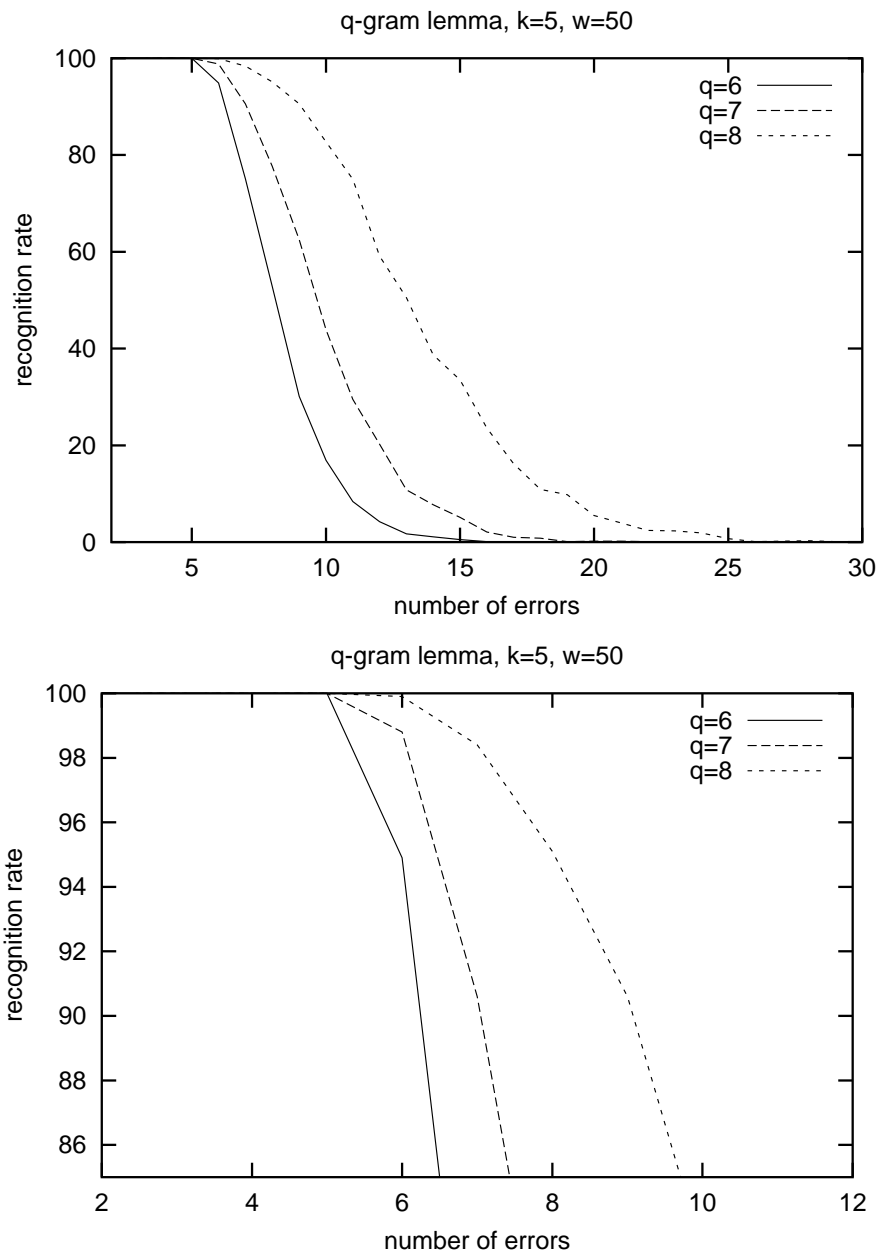 q-gram lemma, k=5, w=50
100
80
60
40
20
0
recognition rate
q=6
q=7
q=8
5 10 15 20 25 30
number of errors
q-gram lemma, k=5, w=50
100
98
96
94
92
90
88
86
recognition rate
q=6
q=7
q=8
2 4 6 8 10 12
number of errors